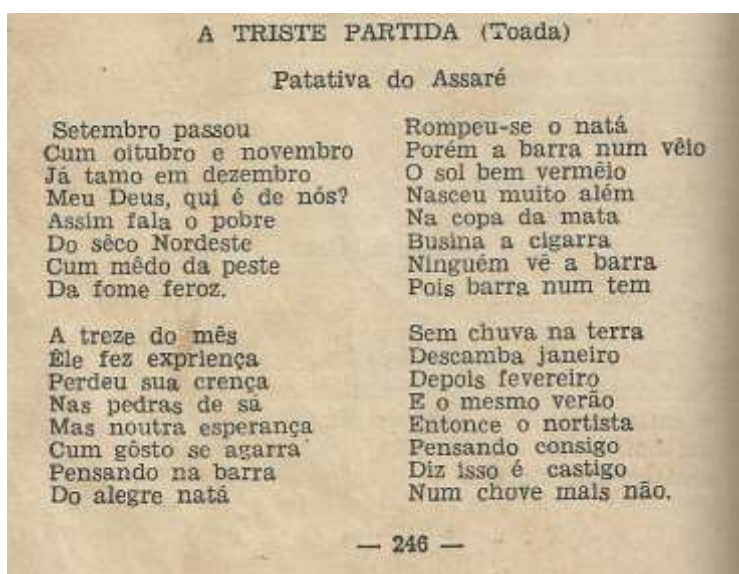 A TRISTE PARTIDA (Toada)
Patativa do Assaré
Setembro passou
Cum oitubro e novembro
Já tamo em dezembro
Meu Deus, qui é de nós?
Assim fala o pobre
Do sêco Nordeste
Cum mêdo da peste
Da fome feroz.
A treze do mês
Êle fez expriença
Perdeu sua crença
Nas pedras de sá
Mas noutra esperança
Cum gôsto se agarra
Pensando na barra
Do alegre natá
Rompeu-se o natá
Porém a barra num vêio
O sol bem vermêio
Nasceu muito além
Na copa da mata
Busina a cigarra
Ninguém vê a barra
Pois barra num tem
Sem chuva na terra
Descamba janeiro
Depois fevereiro
E o mesmo verão
Entonce o nortista
Pensando consigo
Diz isso é castigo
Num chove mais não.
— 246 —